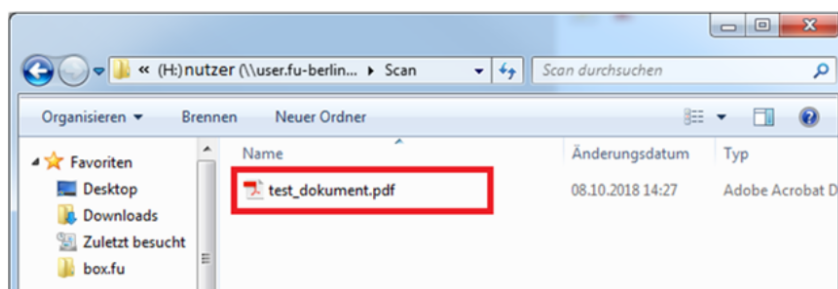 « (H:)nutzer (\\user.fu-berlin... ▸ Scan
Scan durchsuchen
Organisieren
Brennen
Neuer Ordner
Favoriten
Desktop
Downloads
Zuletzt besucht
box.fu
Name
Änderungsdatum
Typ
test_dokument.pdf
08.10.2018 14:27
Adobe Acrobat D